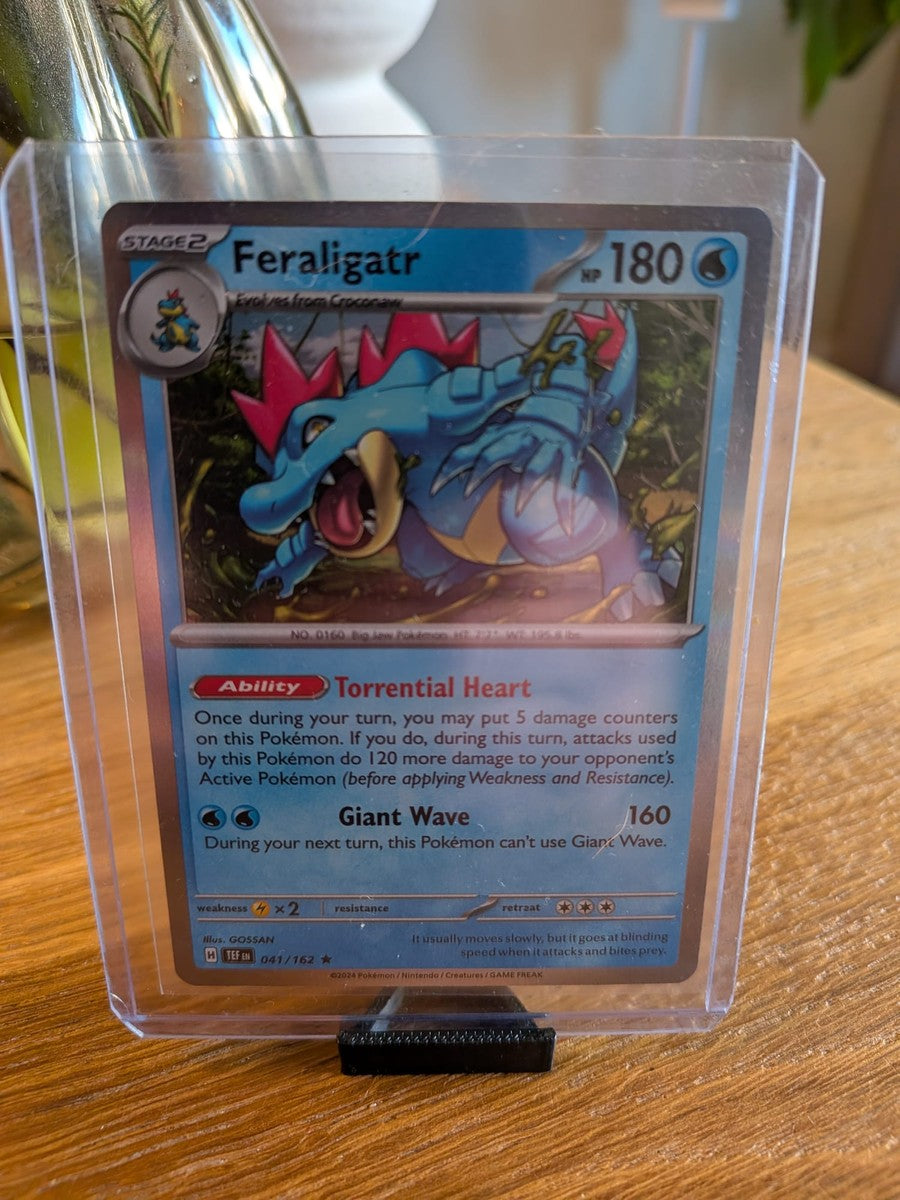 STAGE2 Feraligatr HP 180
Evolves from Croconaw
NO. 0160 Big Jaw Pokémon HT: 7'7" WT: 195.8 lbs.
Ability Torrential Heart
Once during your turn, you may put 5 damage counters
on this Pokémon. If you do, during this turn, attacks used
by this Pokémon do 120 more damage to your opponent's
Active Pokémon (before applying Weakness and Resistance).
Giant Wave 160
During your next turn, this Pokémon can't use Giant Wave.
weakness ×2 resistance retreat
Illus. GOSSAN
H TEF EN 041/162 ★
It usually moves slowly, but it goes at blinding
speed when it attacks and bites prey.
©2024 Pokémon / Nintendo / Creatures / GAME FREAK